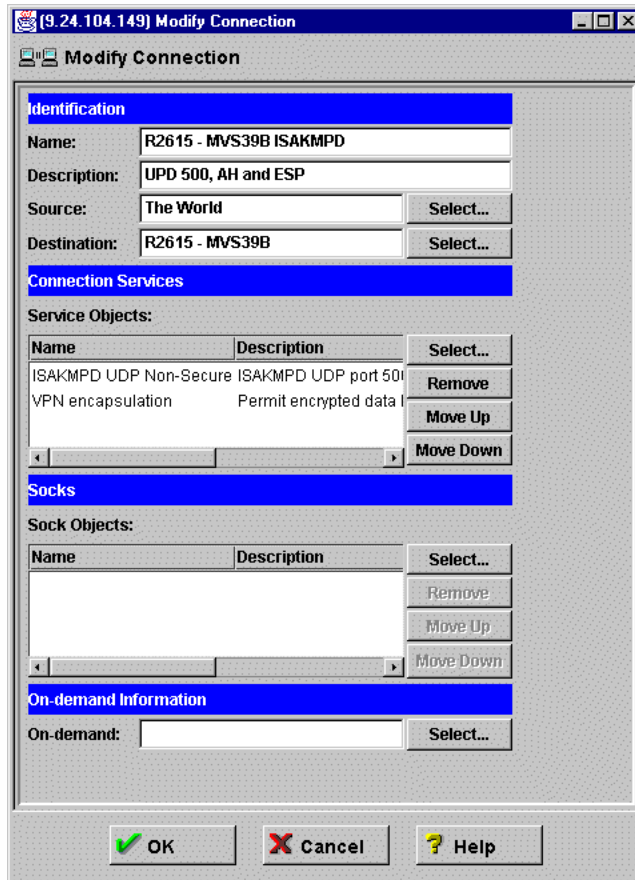 (9.24.104.149) Modify Connection
Modify Connection
Identification
Name: R2615 - MVS39B ISAKMPD
Description: UPD 500, AH and ESP
Source: The World Select...
Destination: R2615 - MVS39B Select...
Connection Services
Service Objects:
Name Description Select...
ISAKMPD UDP Non-Secure ISAKMPD UDP port 50 Remove
VPN encapsulation Permit encrypted data Move Up
Move Down
Socks
Sock Objects:
Name Description Select...
Remove
Move Up
Move Down
On-demand Information
On-demand: Select...
OK Cancel Help